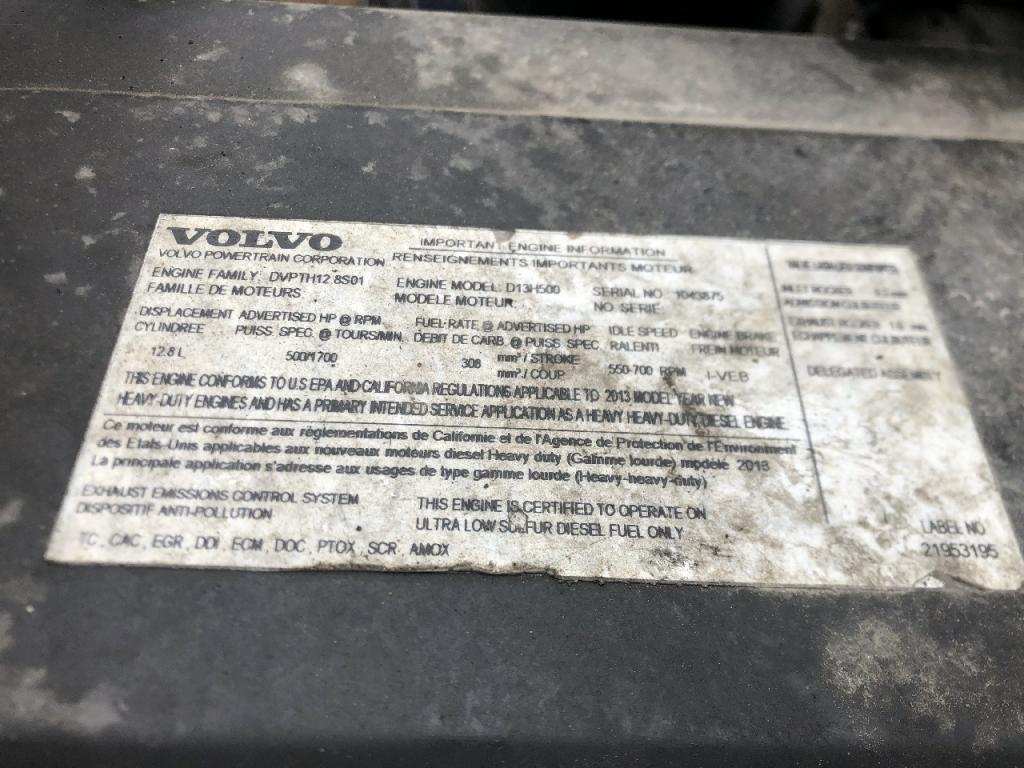 VOLVO
IMPORTANT ENGINE INFORMATION
VOLVO POWERTRAIN CORPORATION RENSEIGNEMENTS IMPORTANTS MOTEUR
ENGINE FAMILY: DVPTH12.8S01 ENGINE MODEL: D13H500 SERIAL NO
FAMILLE DE MOTEURS: MODELE MOTEUR: NO. SERIE:
DISPLACEMENT ADVERTISED HP @ RPM FUEL-RATE @ ADVERTISED HP IDLE SPEED ENGINE BRAKE
CYLINDREE PUISS. SPEC. @ TOURS/MIN. DEBIT DE CARB. @ PUISS. SPEC. RALENTI FREIN MOTEUR
12.8 L 500/1700 308 mm³ / STROKE 550-700 RPM I-VEB
mm³ / COUP
THIS ENGINE CONFORMS TO U.S EPA AND CALIFORNIA REGULATIONS APPLICABLE TO 2013 MODEL YEAR NEW
HEAVY-DUTY ENGINES AND HAS A PRIMARY INTENDED SERVICE APPLICATION AS A HEAVY HEAVY-DUTY DIESEL ENGINE
Ce moteur est conforme aux règlementations de Californie et de l'Agence de Protection de l'Environment
des Etats-Unis applicables aux nouveaux moteurs diesel Heavy duty (Gamme lourde) modele 2013
La principale application s'adresse aux usages de type gamme lourde (Heavy-heavy-duty)
EXHAUST EMISSIONS CONTROL SYSTEM
DISPOSITIF ANTI-POLLUTION
TC , CAC , EGR , DDI , ECM , DOC , PTOX , SCR , AMOX
THIS ENGINE IS CERTIFIED TO OPERATE ON
ULTRA LOW SULFUR DIESEL FUEL ONLY
DELEGATED ASSEMBLY
LABEL NO
21953195